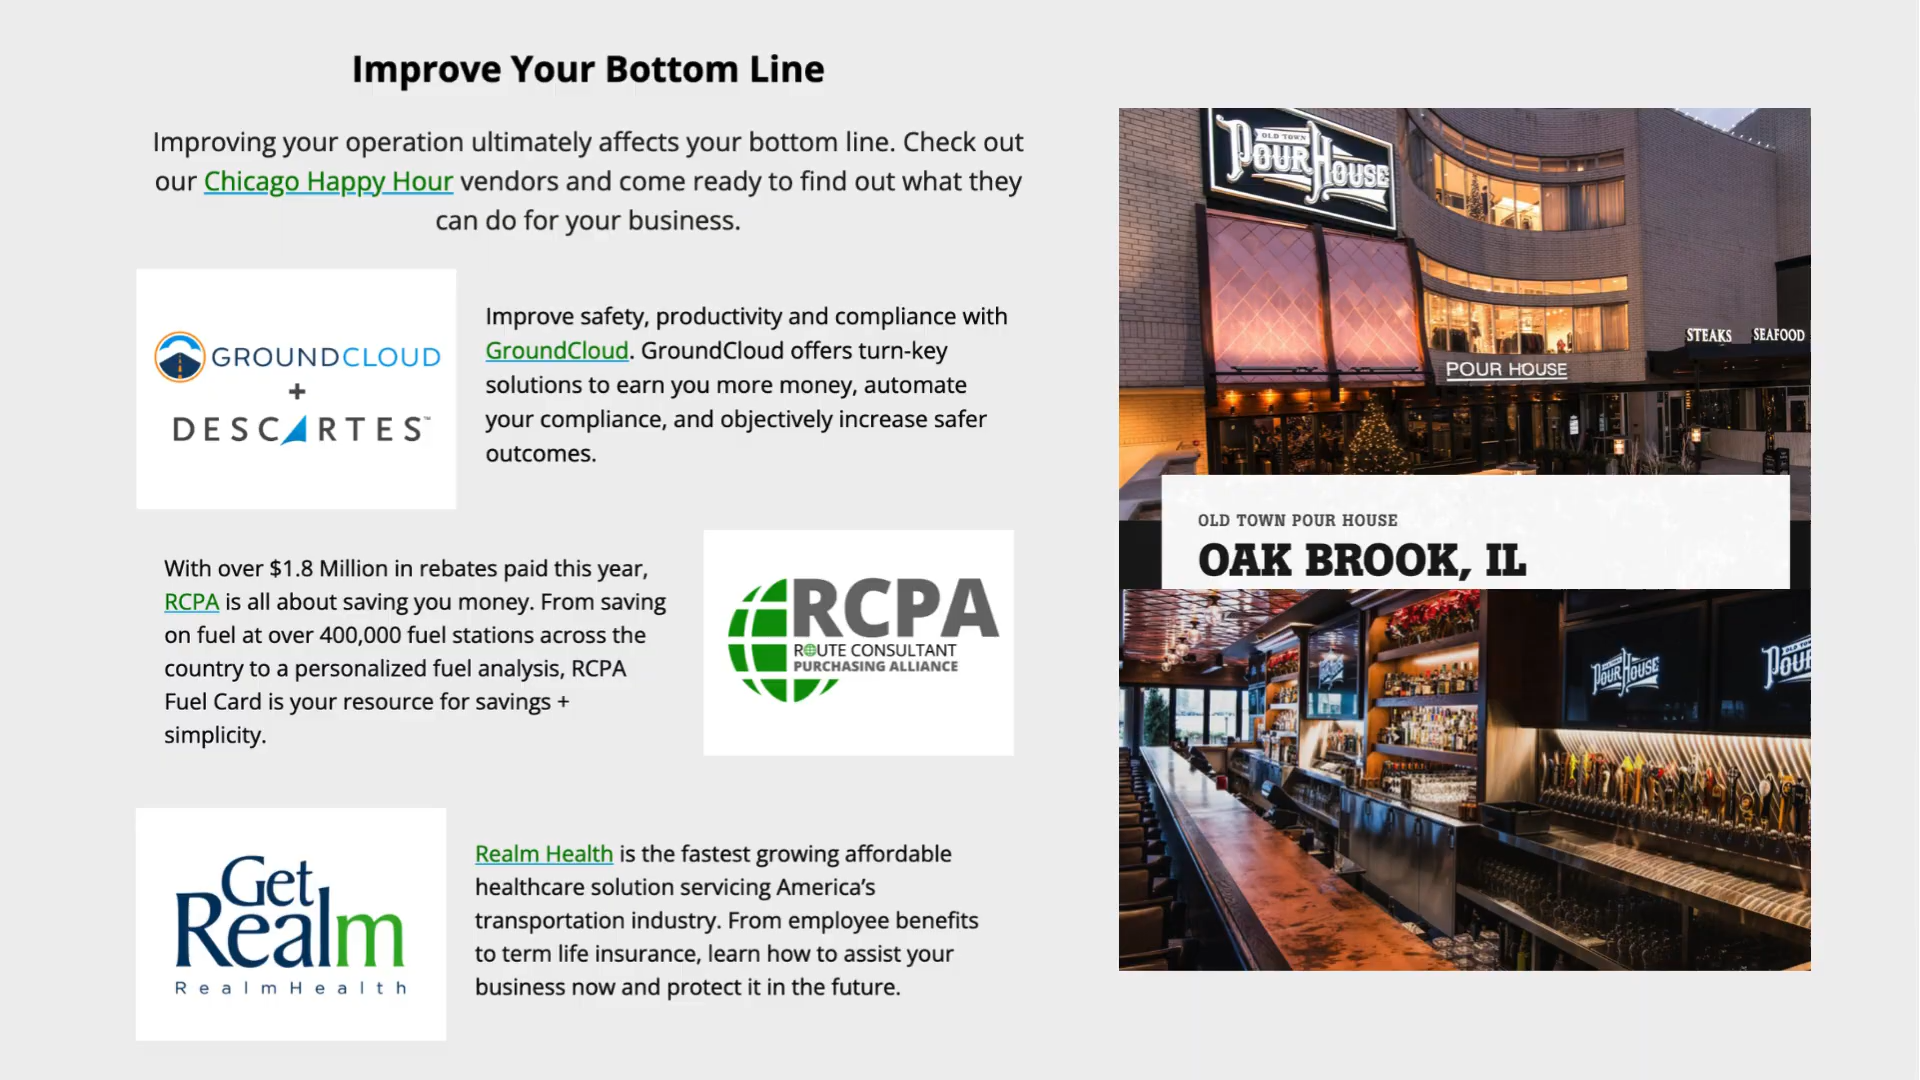 Improve Your Bottom Line
Improving your operation ultimately affects your bottom line. Check out
our Chicago Happy Hour vendors and come ready to find out what they
can do for your business.
GROUNDCLOUD
+
DESCARTES™
Improve safety, productivity and compliance with
GroundCloud. GroundCloud offers turn-key
solutions to earn you more money, automate
your compliance, and objectively increase safer
outcomes.
With over $1.8 Million in rebates paid this year,
RCPA is all about saving you money. From saving
on fuel at over 400,000 fuel stations across the
country to a personalized fuel analysis, RCPA
Fuel Card is your resource for savings +
simplicity.
RCPA
ROUTE CONSULTANT
PURCHASING ALLIANCE
Get
Realm
RealmHealth
Realm Health is the fastest growing affordable
healthcare solution servicing America's
transportation industry. From employee benefits
to term life insurance, learn how to assist your
business now and protect it in the future.
OLD TOWN
POURHOUSE
POUR HOUSE
STEAKS SEAFOOD
OLD TOWN POUR HOUSE
OAK BROOK, IL
POURHOUSE
POURHOUSE